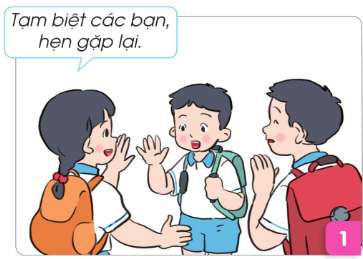 Tạm biệt các bạn,
hẹn gặp lại.
1